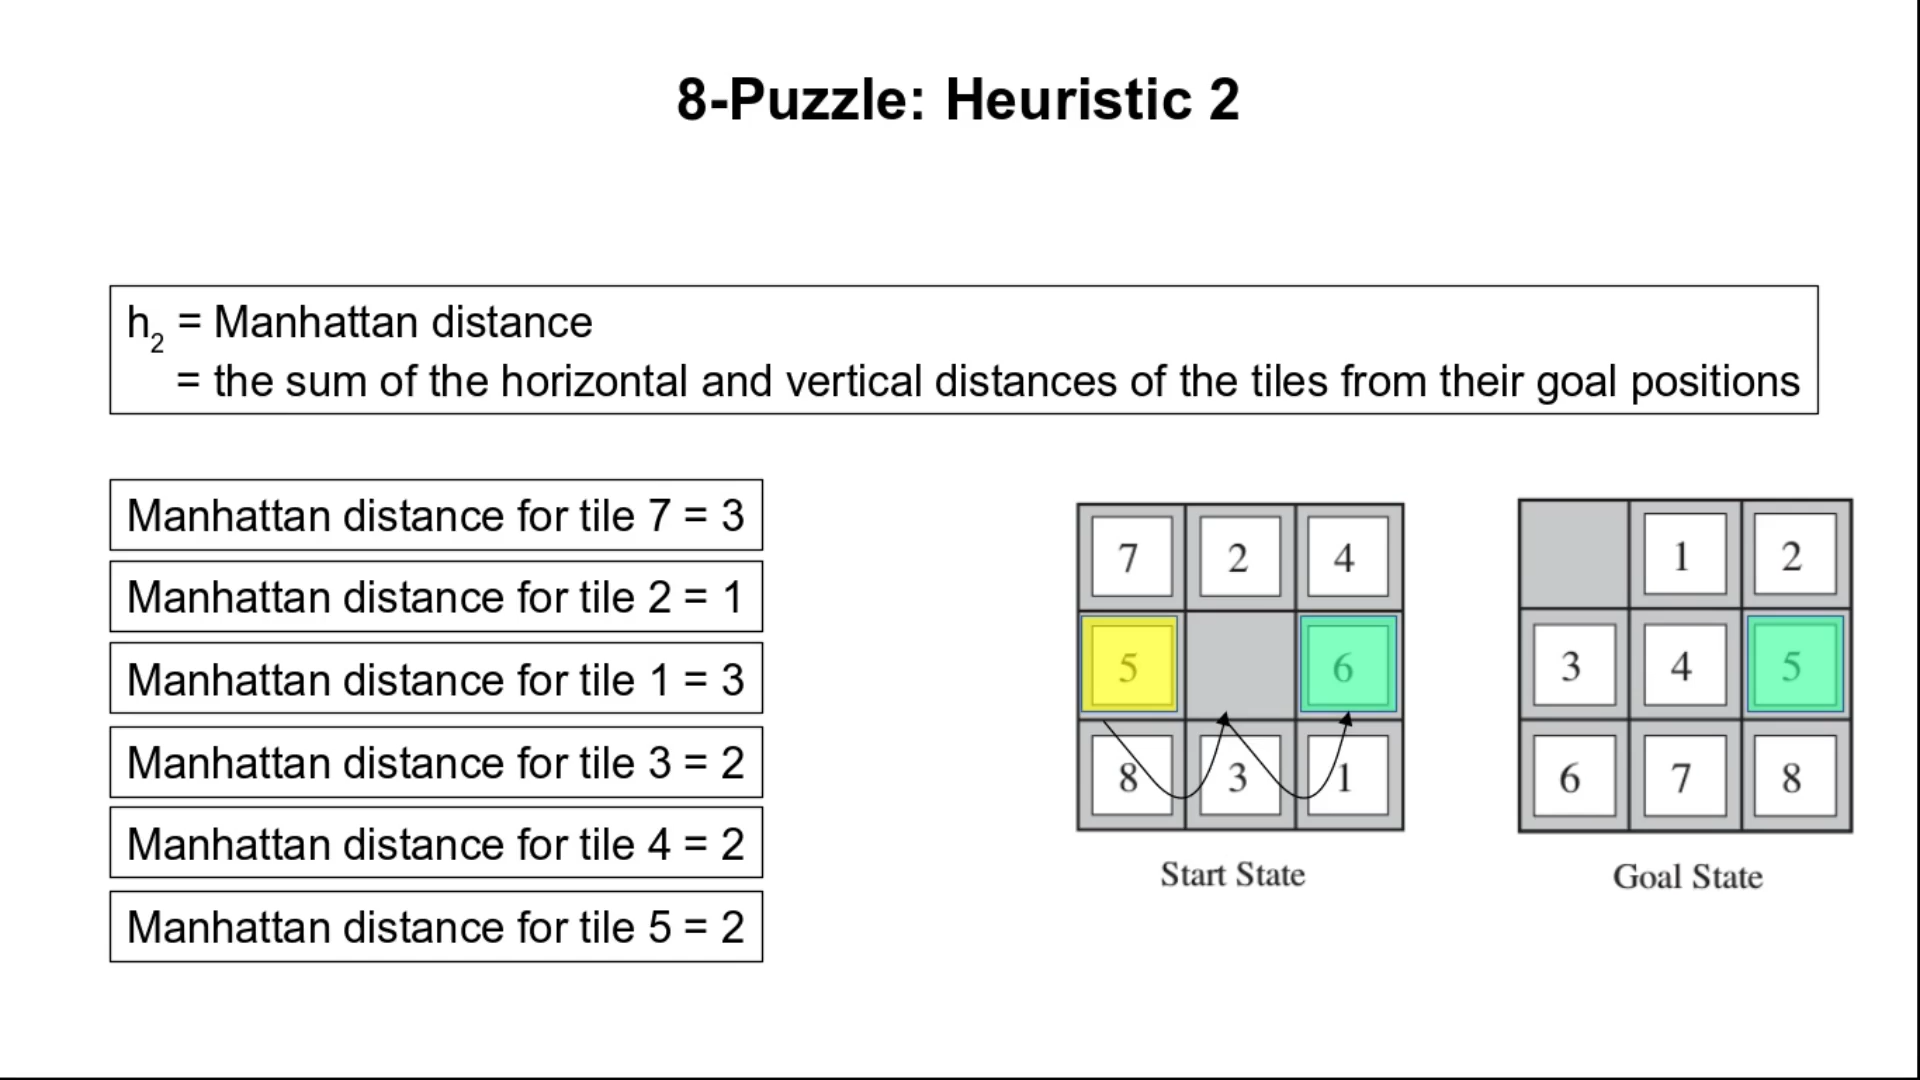 8-Puzzle: Heuristic 2
h2 = Manhattan distance
= the sum of the horizontal and vertical distances of the tiles from their goal positions
Manhattan distance for tile 7 = 3
Manhattan distance for tile 2 = 1
Manhattan distance for tile 1 = 3
Manhattan distance for tile 3 = 2
Manhattan distance for tile 4 = 2
Manhattan distance for tile 5 = 2
7 2 4
5 6
8 3 1
Start State
1 2
3 4 5
6 7 8
Goal State